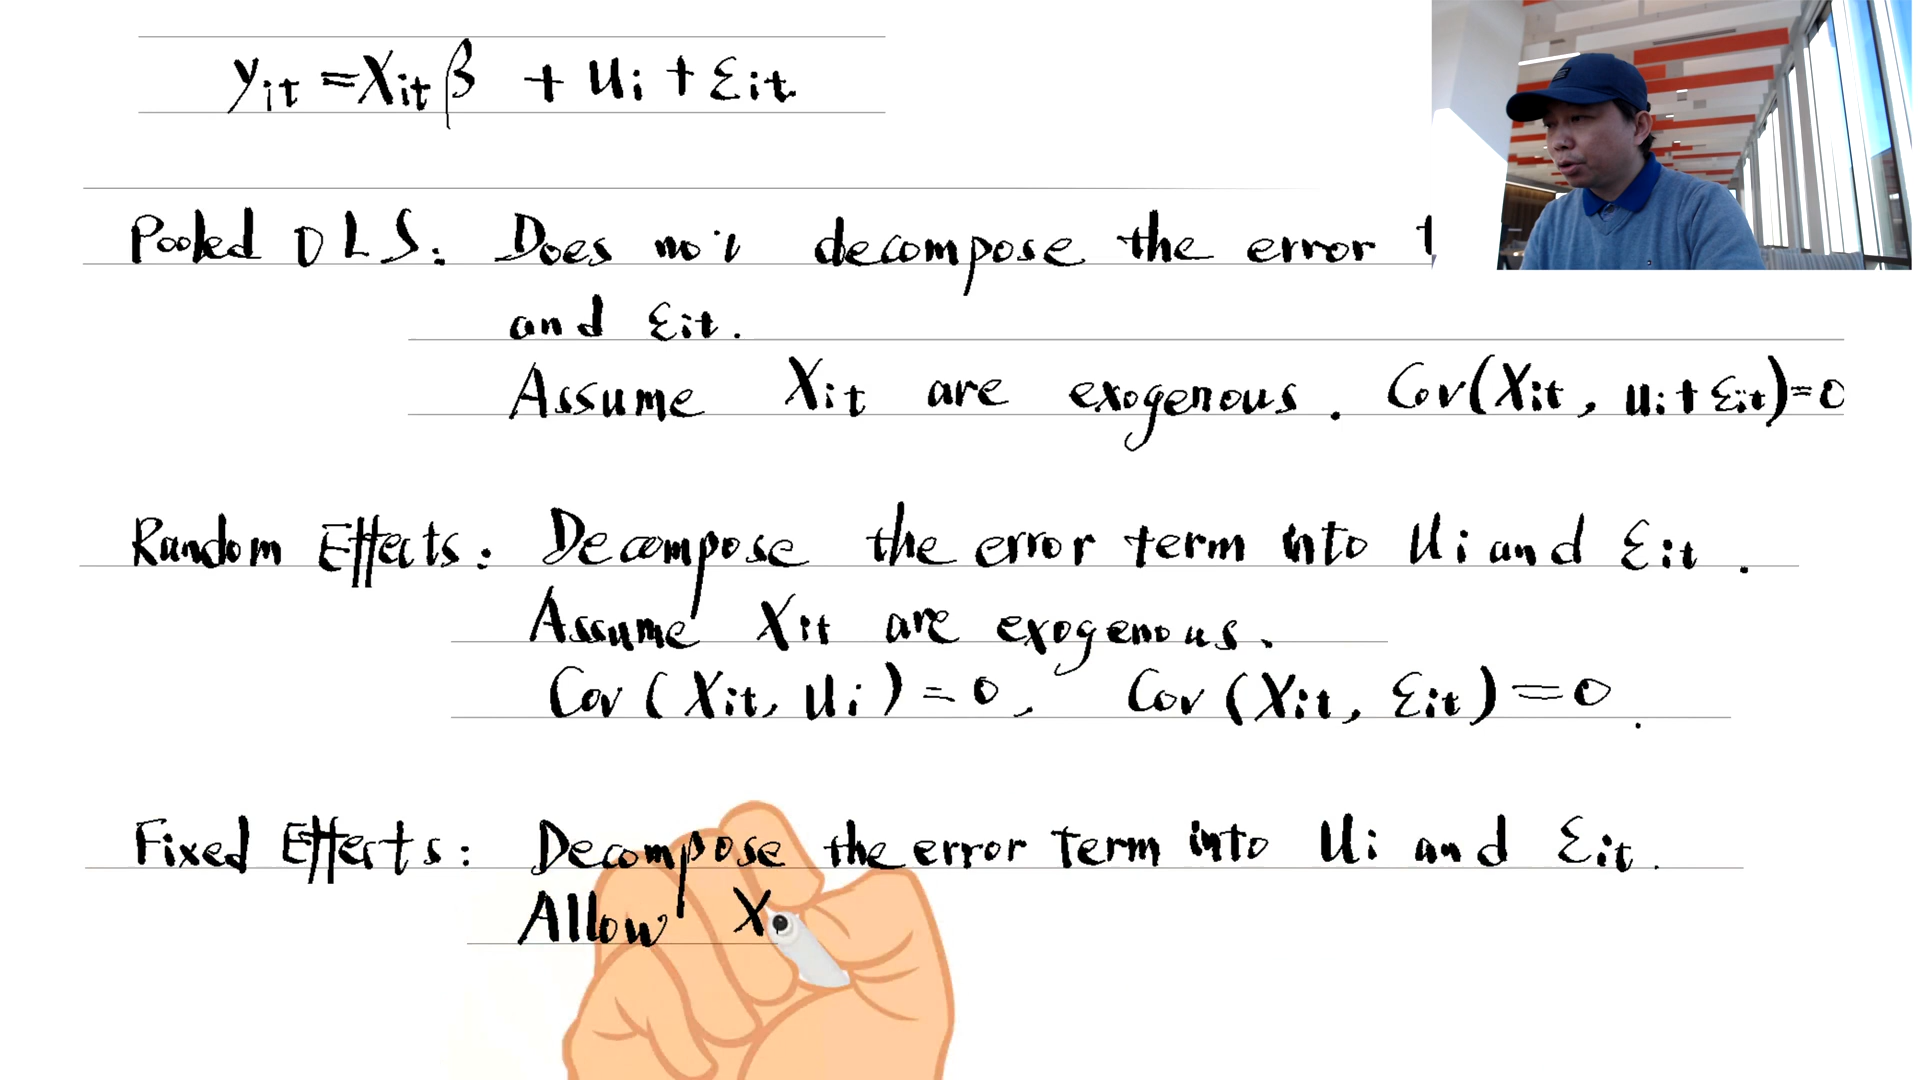 yit = Xit β + ui + εit
Pooled OLS: Does not decompose the error
and εit.
Assume Xit are exogenous. Cov(Xit, ui + εit) = 0
Random Effects: Decompose the error term into ui and εit.
Assume Xit are exogenous.
Cov(Xit, ui) = 0, Cov(Xit, εit) = 0.
Fixed Effects: Decompose the error term into ui and εit.
Allow X